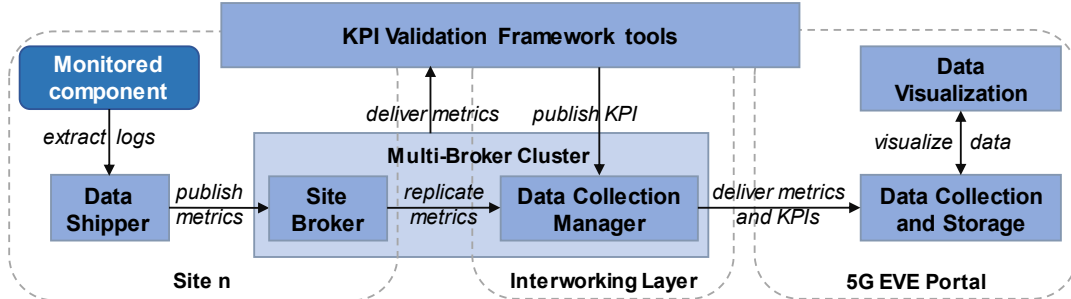 KPI Validation Framework tools
Monitored
component
Data
Visualization
extract logs
deliver metrics
publish KPI
visualize data
Multi-Broker Cluster
Data
Shipper
publish
metrics
Site
Broker
replicate
metrics
Data Collection
Manager
deliver metrics
and KPIs
Data Collection
and Storage
Site n
Interworking Layer
5G EVE Portal